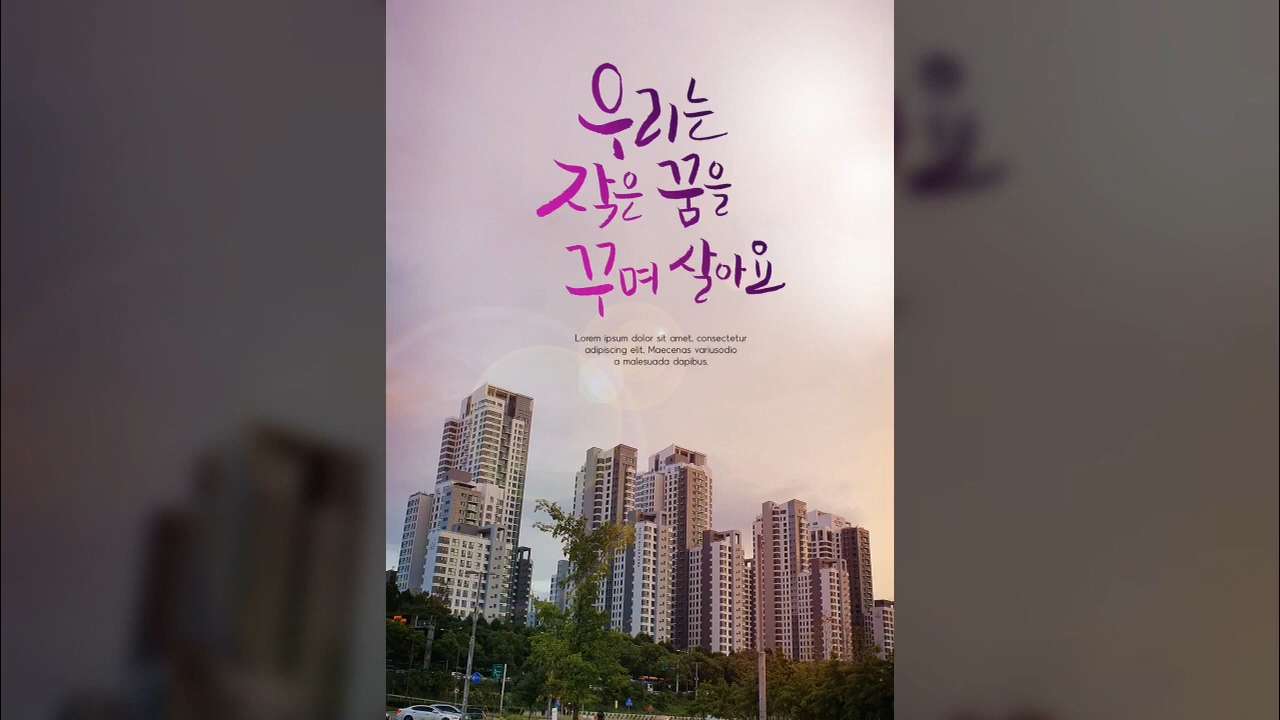 우리는
작은 꿈을
꾸며 살아요
Lorem ipsum dolor sit amet, consectetur
adipiscing elit, Maecenas variusodio
a malesuada dapibus.